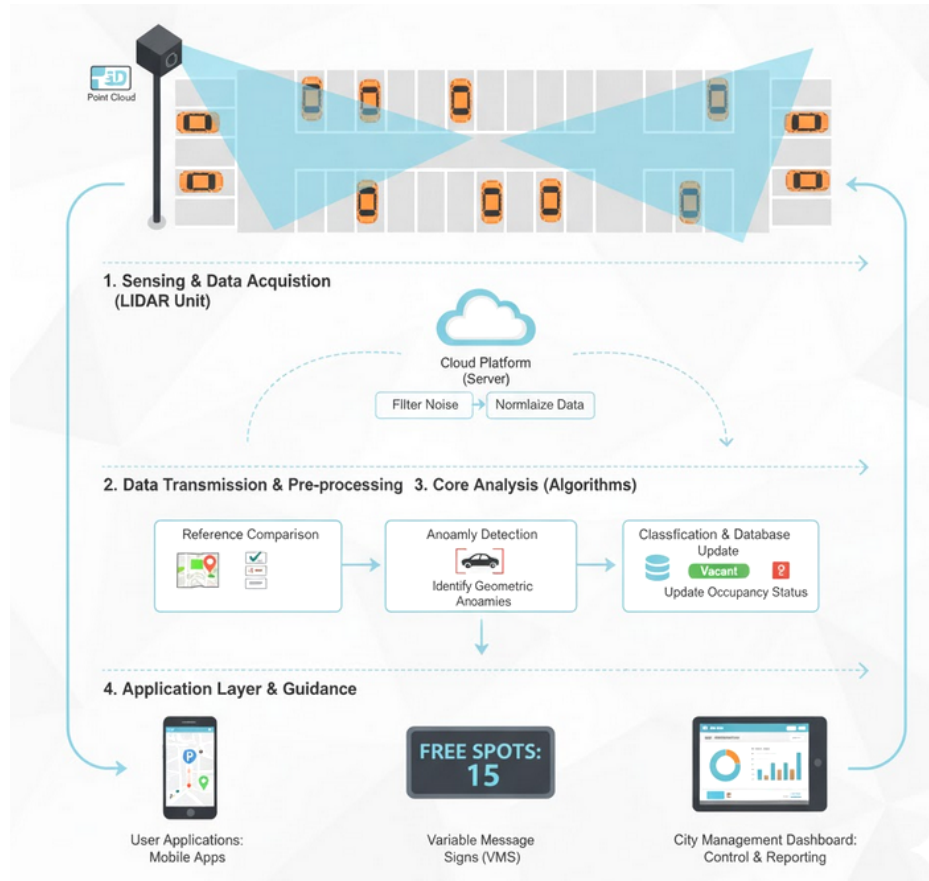 3D
Point Cloud
1. Sensing & Data Acquistion
(LIDAR Unit)
Cloud Platform
(Server)
FIlter Noise
Normlaize Data
2. Data Transmission & Pre-processing
3. Core Analysis (Algorithms)
Reference Comparison
Anoamly Detection
Identify Geometric
Anoamies
Classfication & Database
Update
Vacant
Update Occupancy Status
4. Application Layer & Guidance
P
FREE SPOTS:
15
User Applications:
Mobile Apps
Variable Message
Signs (VMS)
City Management Dashboard:
Control & Reporting